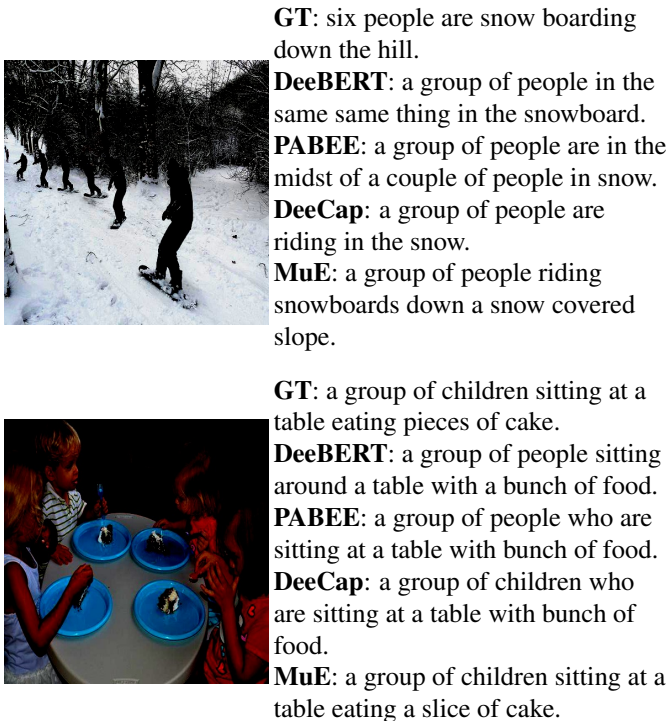 GT: six people are snow boarding
down the hill.
DeeBERT: a group of people in the
same same thing in the snowboard.
PABEE: a group of people are in the
midst of a couple of people in snow.
DeeCap: a group of people are
riding in the snow.
MuE: a group of people riding
snowboards down a snow covered
slope.
GT: a group of children sitting at a
table eating pieces of cake.
DeeBERT: a group of people sitting
around a table with a bunch of food.
PABEE: a group of people who are
sitting at a table with bunch of food.
DeeCap: a group of children who
are sitting at a table with bunch of
food.
MuE: a group of children sitting at a
table eating a slice of cake.